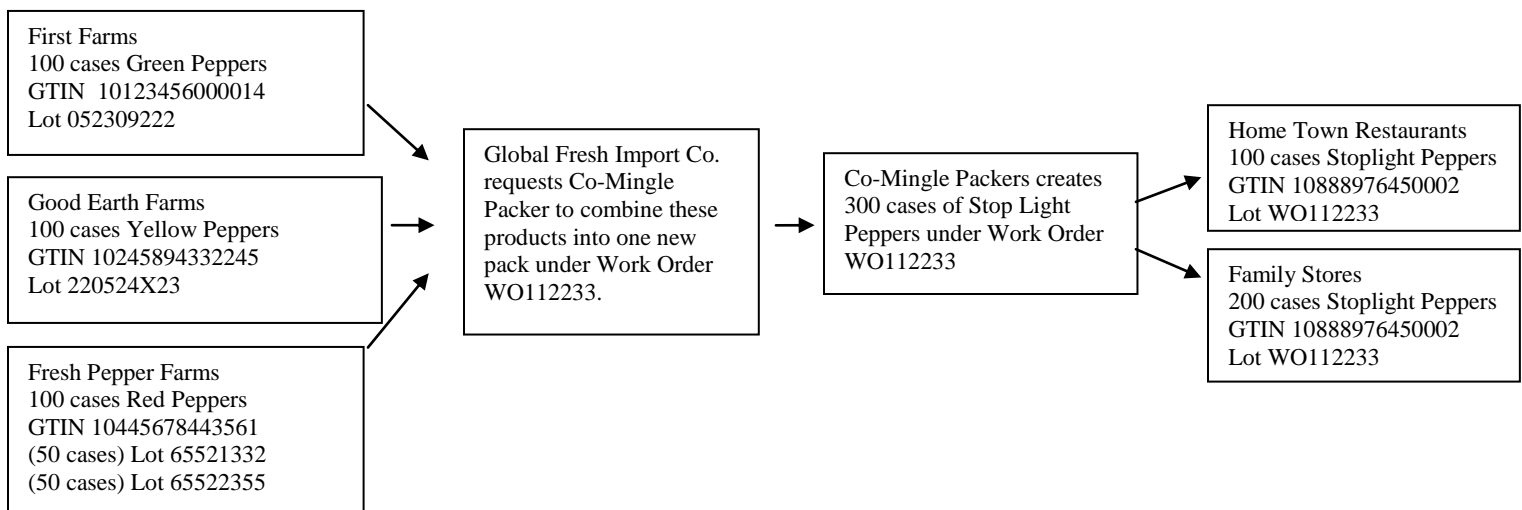 First Farms
100 cases Green Peppers
GTIN  10123456000014
Lot 052309222
Good Earth Farms
100 cases Yellow Peppers
GTIN 10245894332245
Lot 220524X23
Fresh Pepper Farms
100 cases Red Peppers
GTIN 10445678443561
(50 cases) Lot 65521332
(50 cases) Lot 65522355
Global Fresh Import Co.
requests Co-Mingle
Packer to combine these
products into one new
pack under Work Order
WO112233.
Co-Mingle Packers creates
300 cases of Stop Light
Peppers under Work Order
WO112233
Home Town Restaurants
100 cases Stoplight Peppers
GTIN 10888976450002
Lot WO112233
Family Stores
200 cases Stoplight Peppers
GTIN 10888976450002
Lot WO112233